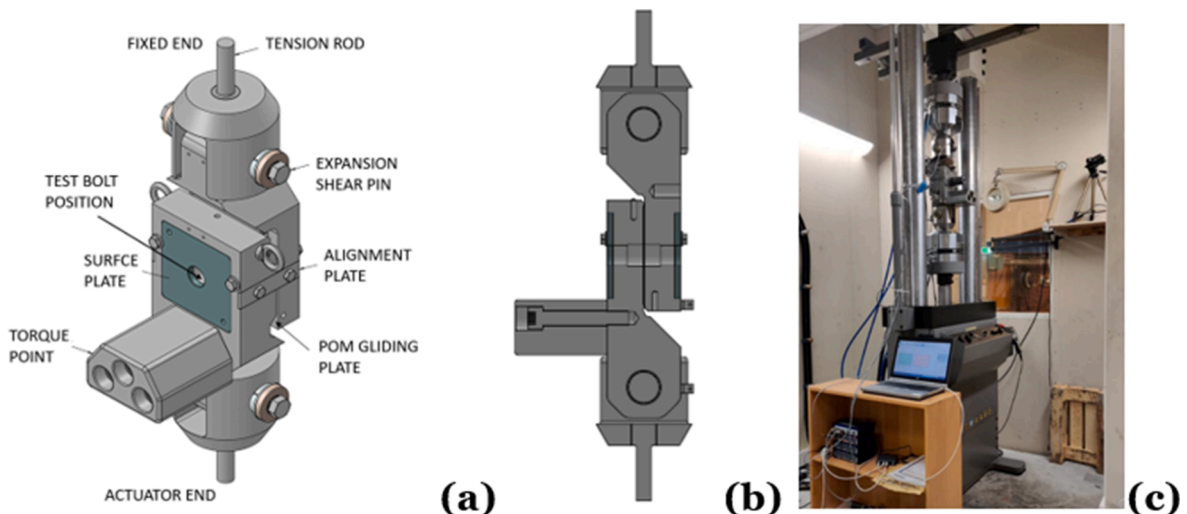 FIXED END
TENSION ROD
EXPANSION
SHEAR PIN
TEST BOLT
POSITION
SURFCE
PLATE
ALIGNMENT
PLATE
TORQUE
POINT
POM GLIDING
PLATE
ACTUATOR END
(a)
(b)
(c)